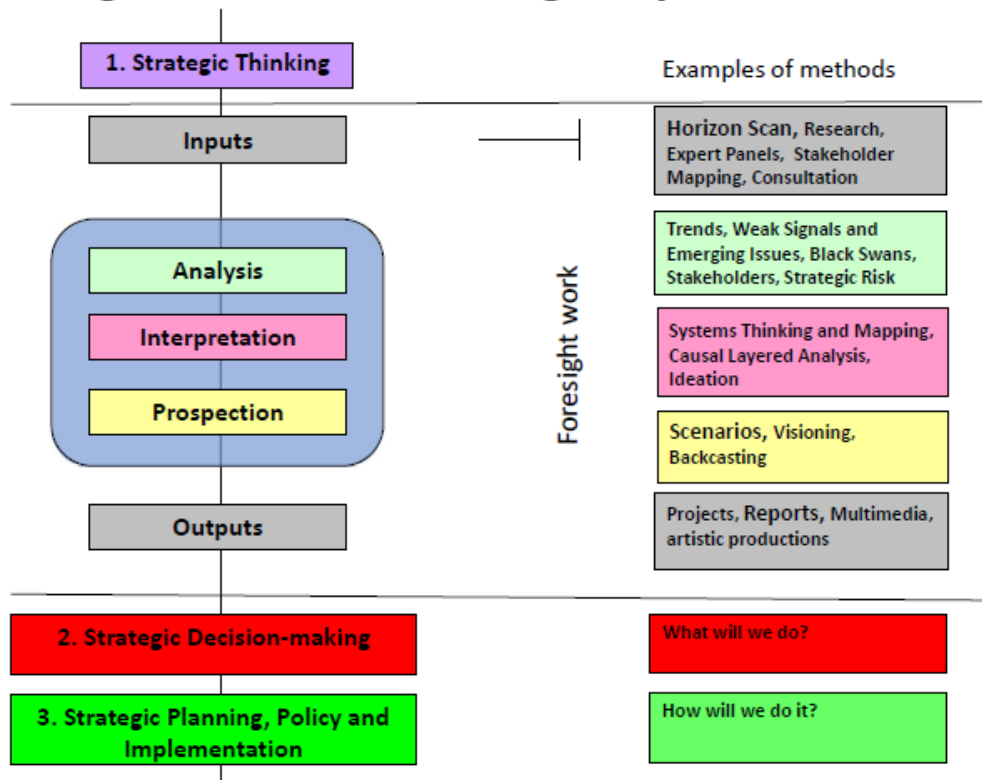 1. Strategic Thinking
Examples of methods
Inputs
Horizon Scan, Research,
Expert Panels, Stakeholder
Mapping, Consultation
Analysis
Trends, Weak Signals and
Emerging Issues, Black Swans,
Stakeholders, Strategic Risk
Interpretation
Systems Thinking and Mapping,
Causal Layered Analysis,
Ideation
Prospection
Scenarios, Visioning,
Backcasting
Foresight work
Outputs
Projects, Reports, Multimedia,
artistic productions
2. Strategic Decision-making
What will we do?
3. Strategic Planning, Policy and
Implementation
How will we do it?